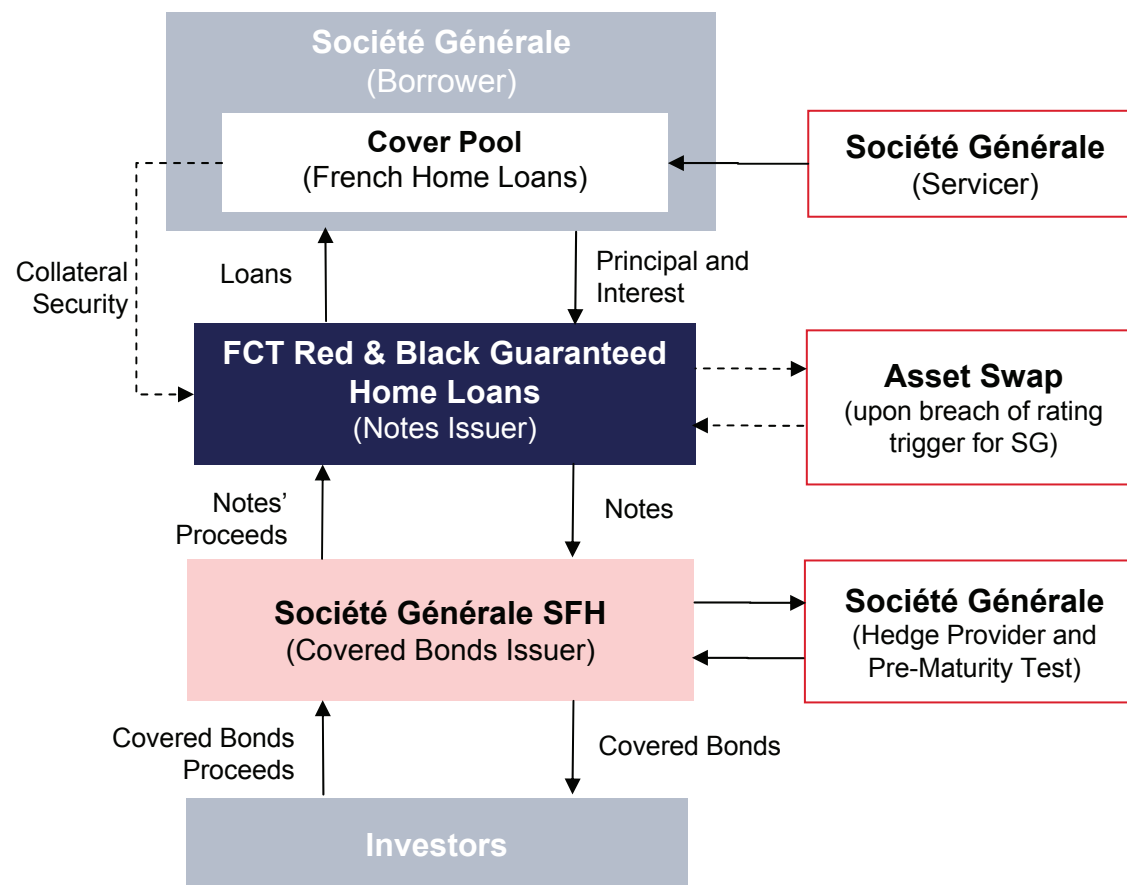 Société Générale
(Borrower)
Cover Pool
(French Home Loans)
Société Générale
(Servicer)
Collateral
Security
Loans
Principal and
Interest
FCT Red & Black Guaranteed
Home Loans
(Notes Issuer)
Asset Swap
(upon breach of rating
trigger for SG)
Notes’
Proceeds
Notes
Société Générale SFH
(Covered Bonds Issuer)
Société Générale
(Hedge Provider and
Pre-Maturity Test)
Covered Bonds
Proceeds
Covered Bonds
Investors